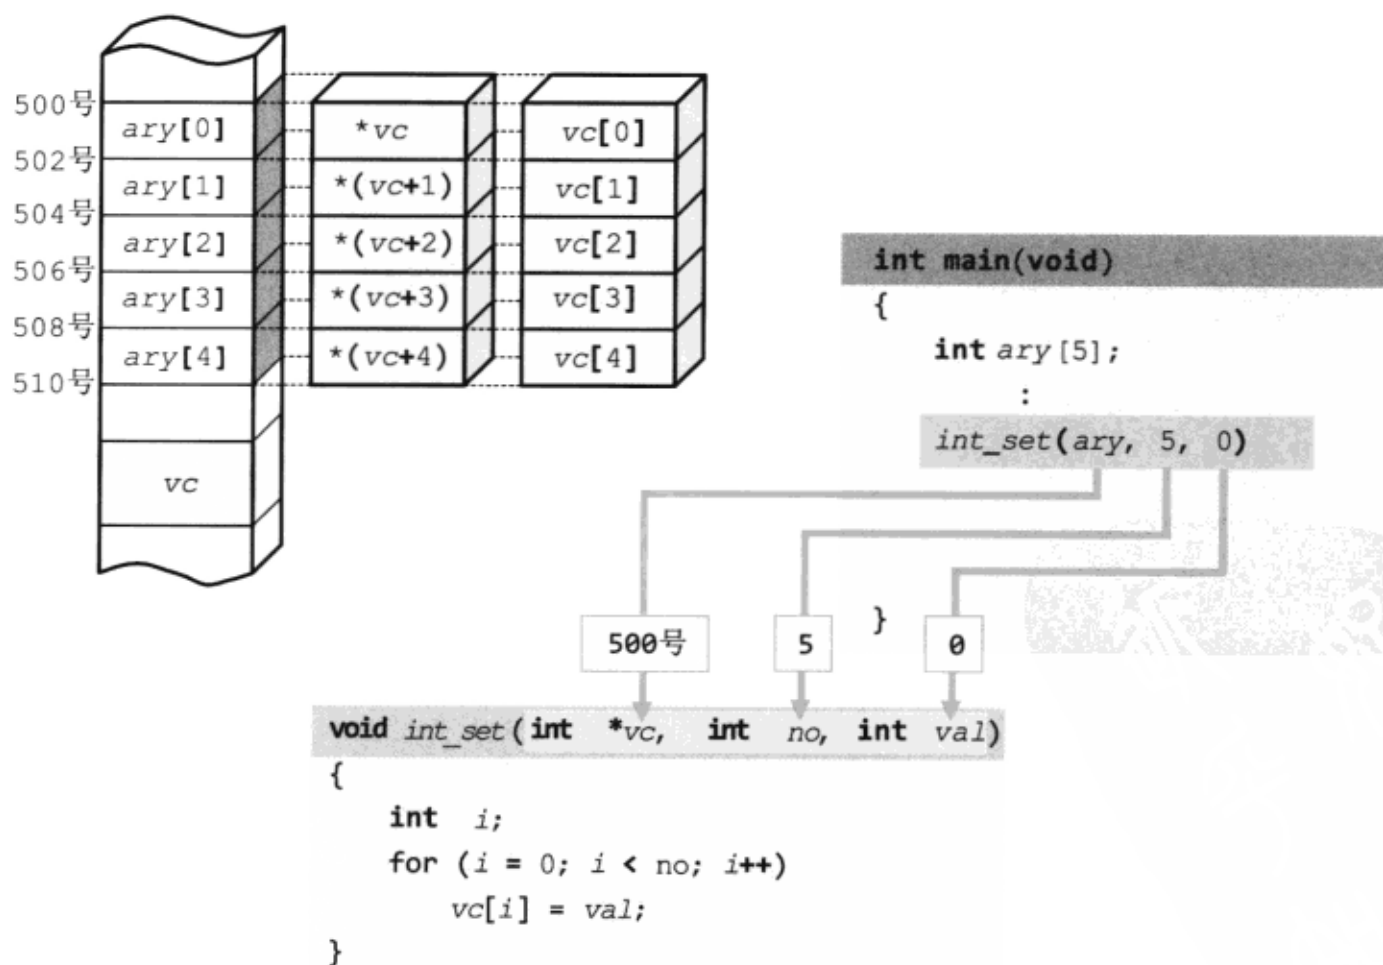 500号
ary[0] *vc vc[0]
502号
ary[1] *(vc+1) vc[1]
504号
ary[2] *(vc+2) vc[2]
506号
ary[3] *(vc+3) vc[3]
508号
ary[4] *(vc+4) vc[4]
510号
vc
int main(void)
{
int ary[5];
:
int_set(ary, 5, 0)
}
500号 5 0
void int_set(int *vc, int no, int val)
{
int i;
for (i = 0; i < no; i++)
vc[i] = val;
}